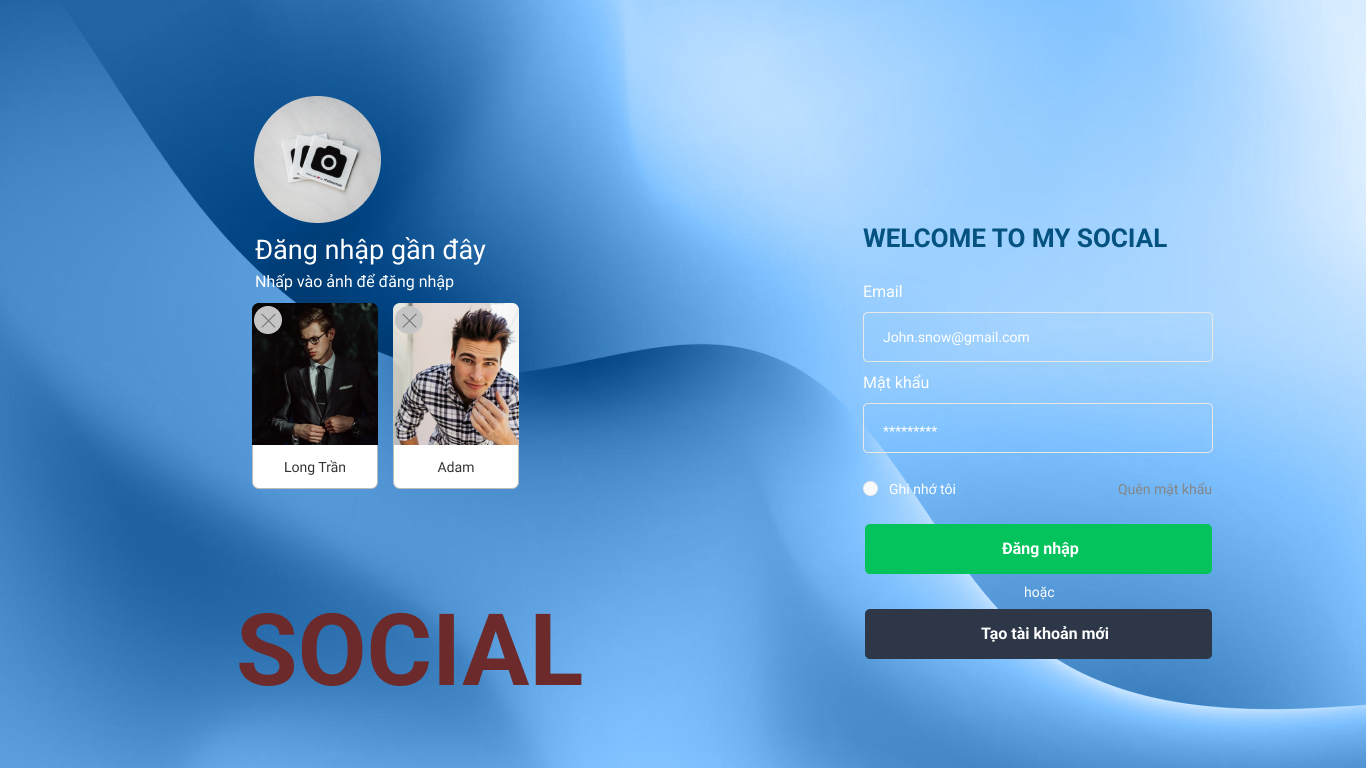 Đăng nhập gần đây
Nhấp vào ảnh để đăng nhập
Long Trần
Adam
SOCIAL
WELCOME TO MY SOCIAL
Email
John.snow@gmail.com
Mật khẩu
*********
Ghi nhớ tôi
Quên mật khẩu
Đăng nhập
hoặc
Tạo tài khoản mới